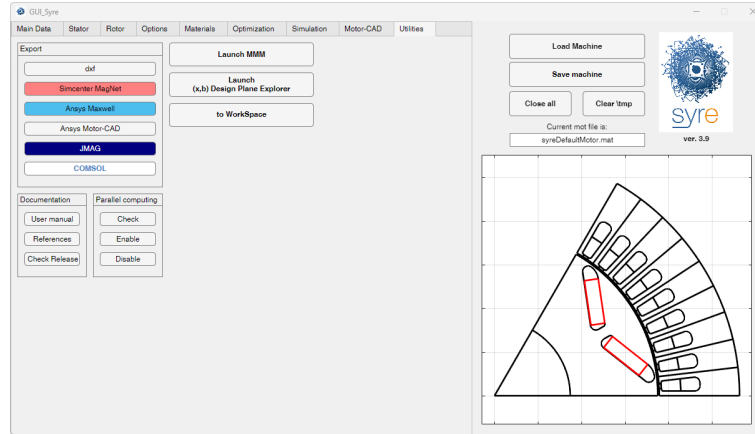 GUI_Syre
Main Data Stator Rotor Options Materials Optimization Simulation Motor-CAD Utilities
Export
dxf
Simcenter MagNet
Ansys Maxwell
Ansys Motor-CAD
JMAG
COMSOL
Launch MMM
Launch
(x,b) Design Plane Explorer
to WorkSpace
Documentation
User manual
References
Check Release
Parallel computing
Check
Enable
Disable
Load Machine
Save machine
Close all
Clear \tmp
Current mot file is:
syreDefaultMotor.mat
syre
ver. 3.9